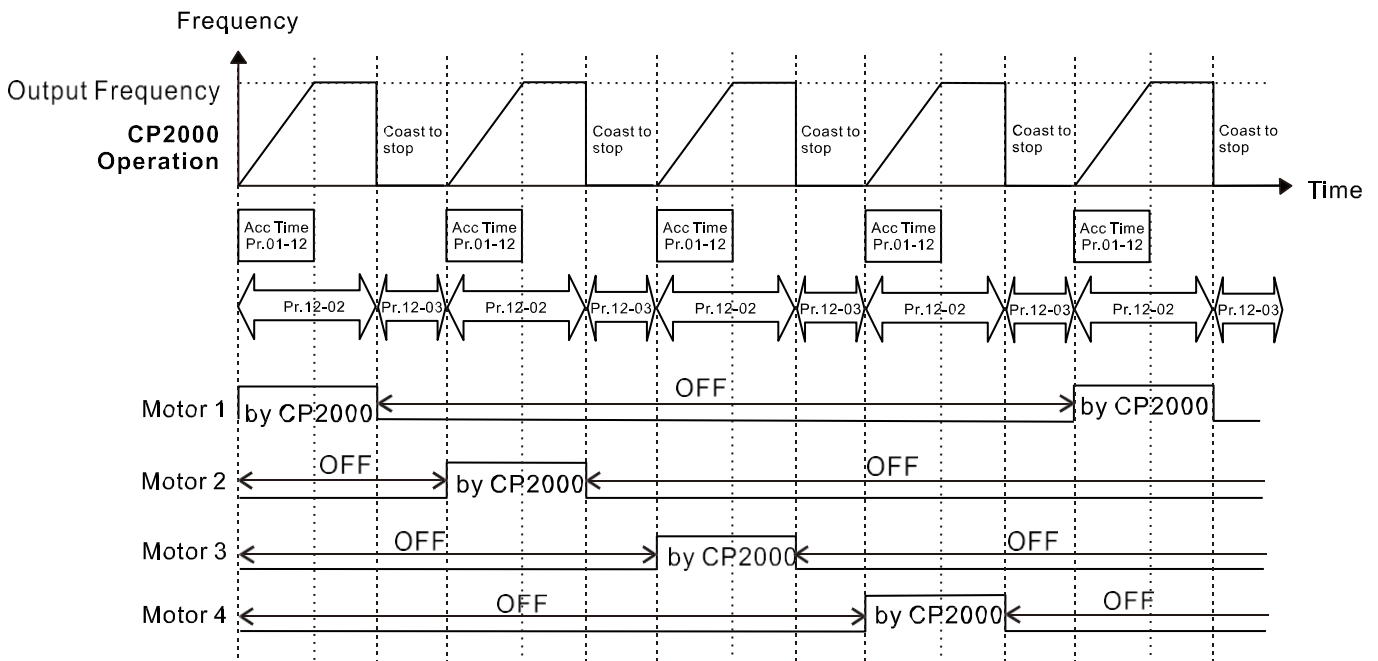 Frequency
Output Frequency
CP2000
Operation
Coast to
stop
Coast to
stop
Coast to
stop
Coast to
stop
Coast to
stop
Time
Acc Time
Pr.01-12
Acc Time
Pr.01-12
Acc Time
Pr.01-12
Acc Time
Pr.01-12
Acc Time
Pr.01-12
Pr.12-02
Pr.12-03
Pr.12-02
Pr.12-03
Pr.12-02
Pr.12-03
Pr.12-02
Pr.12-03
Pr.12-02
Pr.12-03
Motor 1
by CP2000
OFF
by CP2000
Motor 2
OFF
by CP2000
OFF
Motor 3
OFF
by CP2000
OFF
Motor 4
OFF
by CP2000
OFF